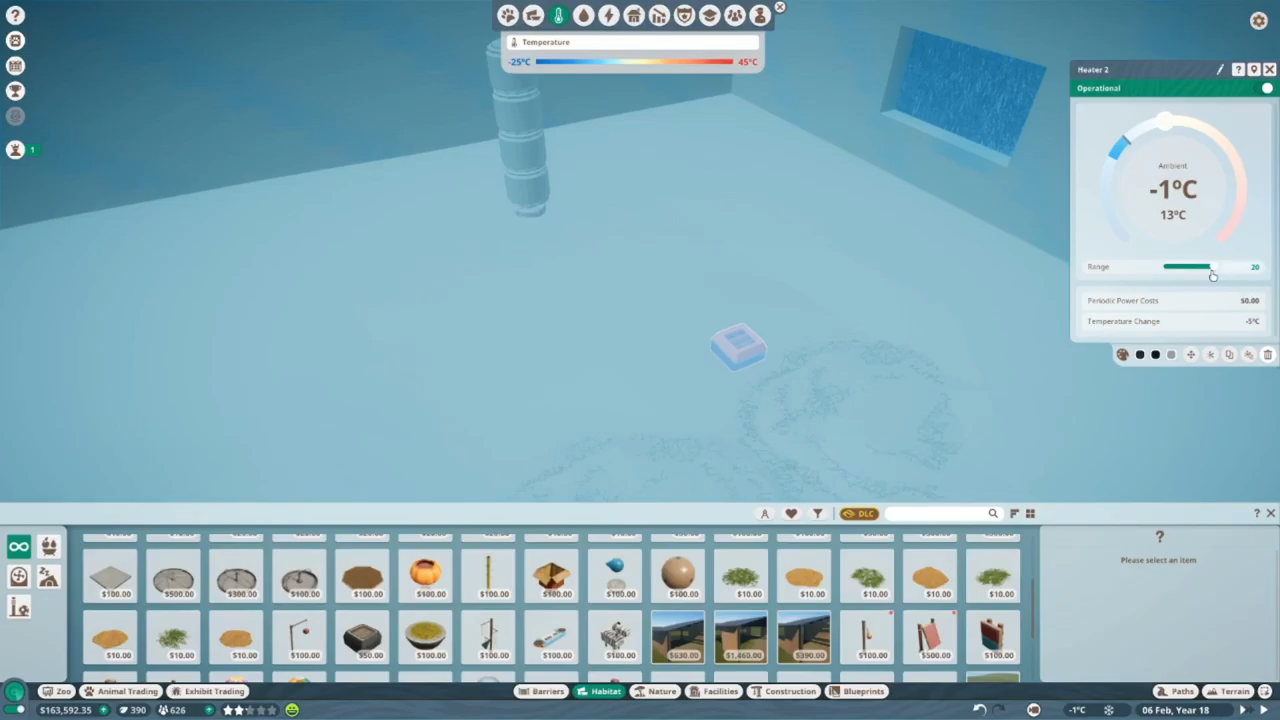 Temperature
-25°C 45°C
Heater 2
Operational
Ambient
-1°C
13°C
Range 20
Periodic Power Costs $0.00
Temperature Change -5°C
1
DLC
Please select an item
$100.00 $500.00 $300.00 $100.00 $100.00 $100.00 $100.00 $100.00 $100.00 $100.00 $10.00 $10.00 $10.00 $10.00 $10.00
$10.00 $10.00 $10.00 $100.00 $50.00 $100.00 $100.00 $100.00 $100.00 $630.00 $1,460.00 $390.00 $100.00 $500.00 $100.00
Zoo Animal Trading Exhibit Trading Barriers Habitat Nature Facilities Construction Blueprints Paths Terrain
$163,592.35 390 626 -1°C 06 Feb, Year 18